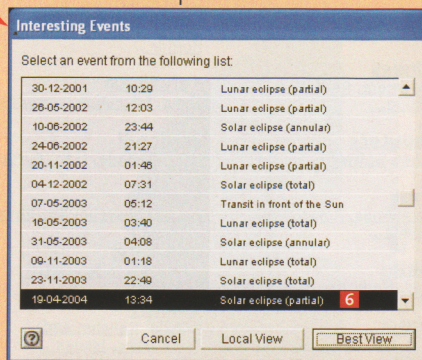 Interesting Events
Select an event from the following list:
30-12-2001 10:29 Lunar eclipse (partial)
26-05-2002 12:03 Lunar eclipse (partial)
10-06-2002 23:44 Solar eclipse (annular)
24-06-2002 21:27 Lunar eclipse (partial)
20-11-2002 01:46 Lunar eclipse (partial)
04-12-2002 07:31 Solar eclipse (total)
07-05-2003 05:12 Transit in front of the Sun
16-05-2003 03:40 Lunar eclipse (total)
31-05-2003 04:08 Solar eclipse (annular)
09-11-2003 01:18 Lunar eclipse (total)
23-11-2003 22:49 Solar eclipse (total)
19-04-2004 13:34 Solar eclipse (partial) 6
? Cancel Local View Best View